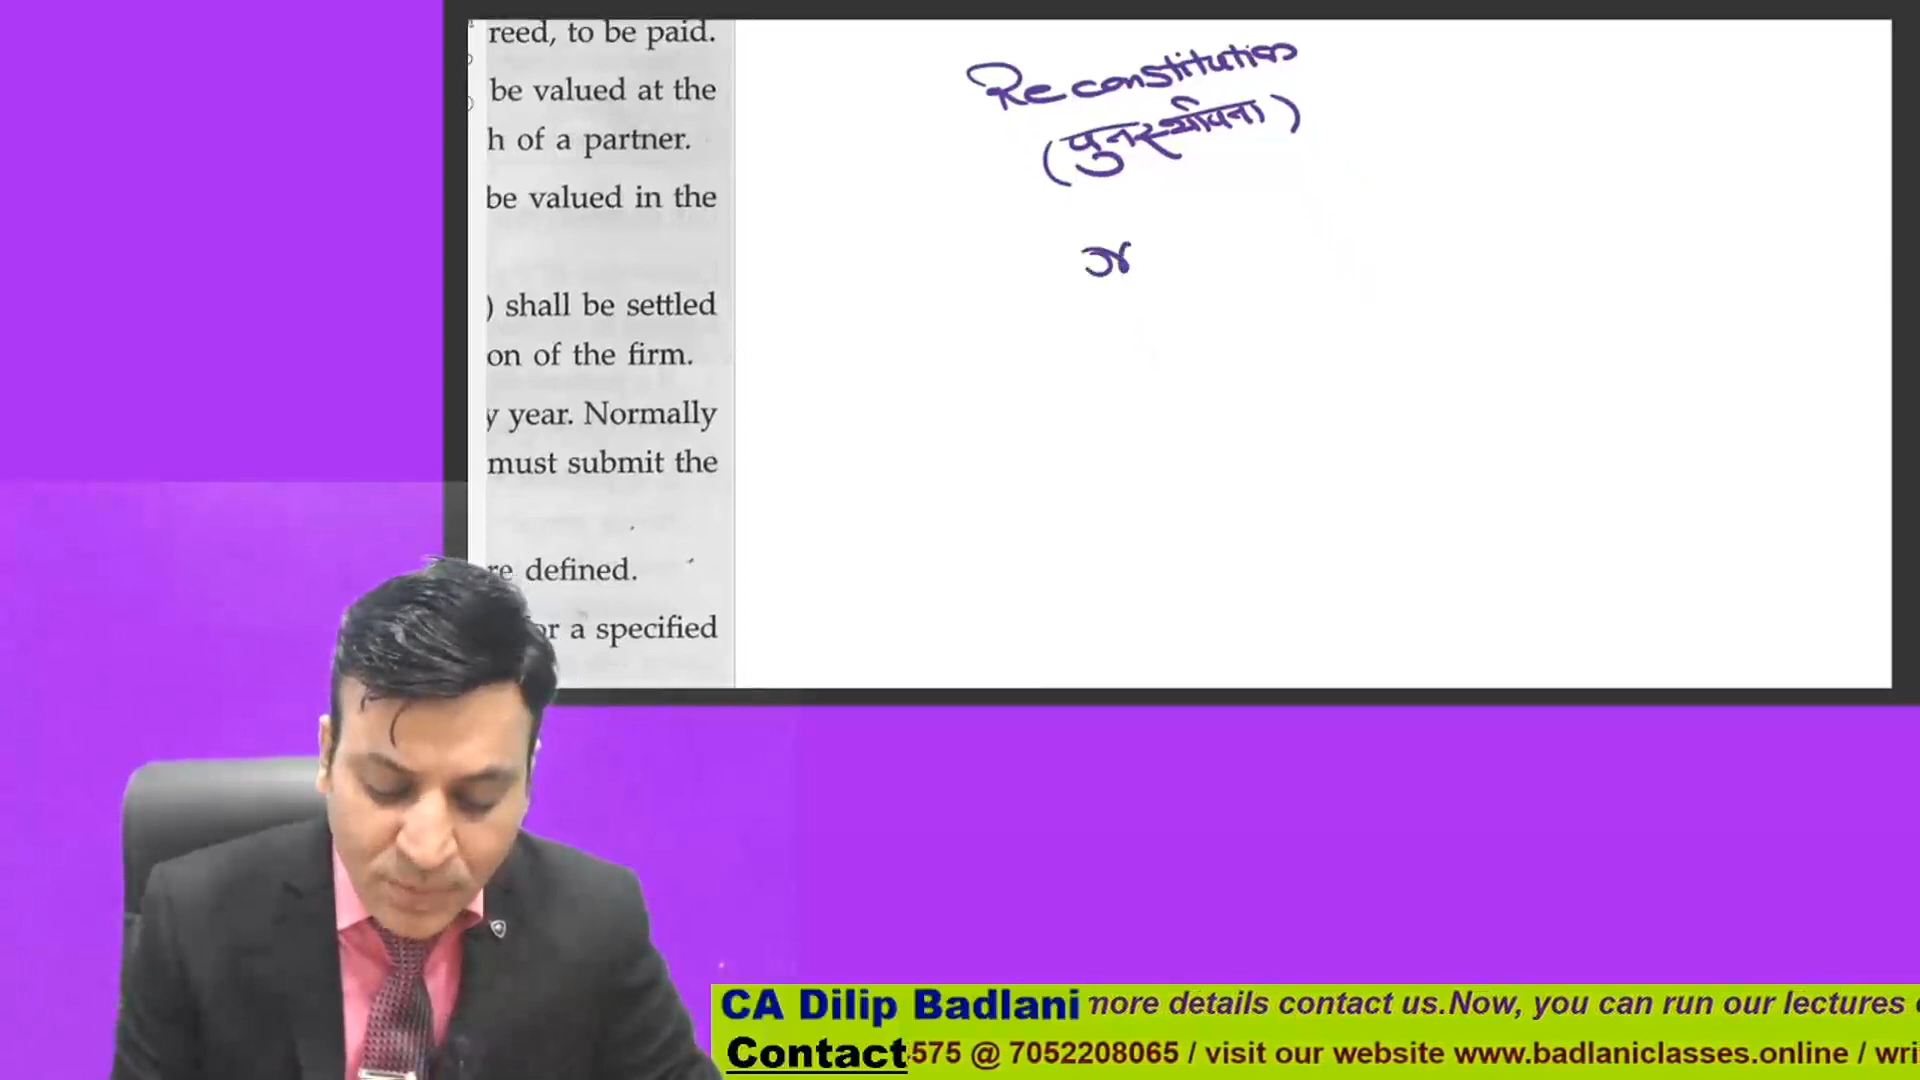 reed, to be paid.
be valued at the
h of a partner.
be valued in the
) shall be settled
on of the firm.
y year. Normally
must submit the
re defined.
or a specified
Reconstitution
(पुनर्स्थापना)
CA Dilip Badlani more details contact us.Now, you can run our lectures
Contact 575 @ 7052208065 / visit our website www.badlaniclasses.online / wri